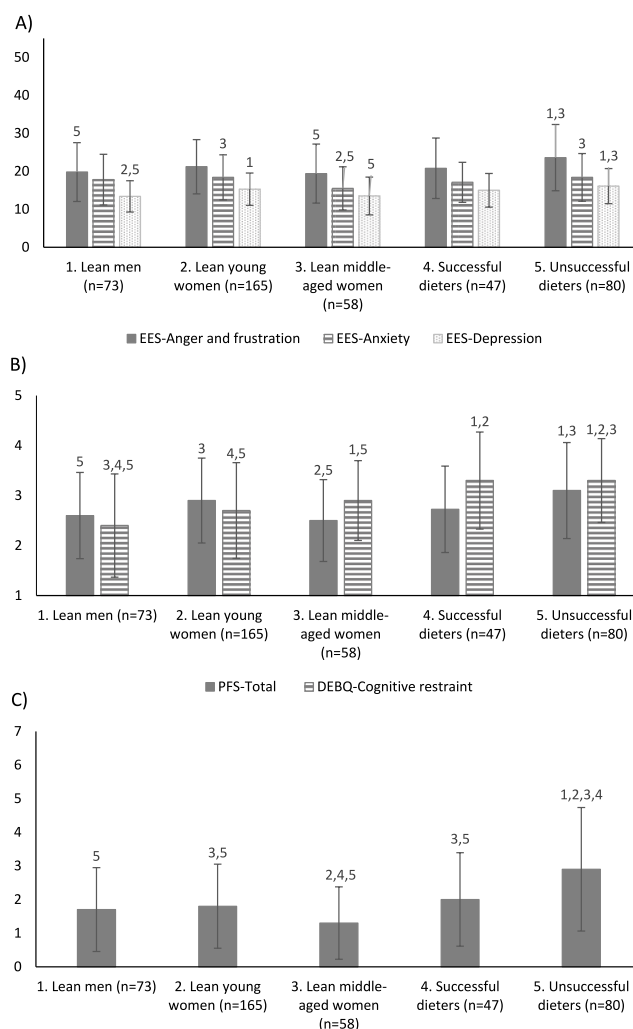 A)
50
40
30
20
10
0
5
2,5
3
1
5
2,5
5
1,3
3
1,3
1. Lean men
(n=73)
2. Lean young
women (n=165)
3. Lean middle-
aged women
(n=58)
4. Successful
dieters (n=47)
5. Unsuccessful
dieters (n=80)
EES-Anger and frustration
EES-Anxiety
EES-Depression
B)
5
4
3
2
1
5
3,4,5
3
4,5
2,5
1,5
1,2
1,3
1,2,3
1. Lean men (n=73)
2. Lean young
women (n=165)
3. Lean middle-
aged women
(n=58)
4. Successful
dieters (n=47)
5. Unsuccessful
dieters (n=80)
PFS-Total
DEBQ-Cognitive restraint
C)
7
6
5
4
3
2
1
0
5
3,5
2,4,5
3,5
1,2,3,4
1. Lean men (n=73)
2. Lean young
women (n=165)
3. Lean middle-
aged women
(n=58)
4. Successful
dieters (n=47)
5. Unsuccessful
dieters (n=80)